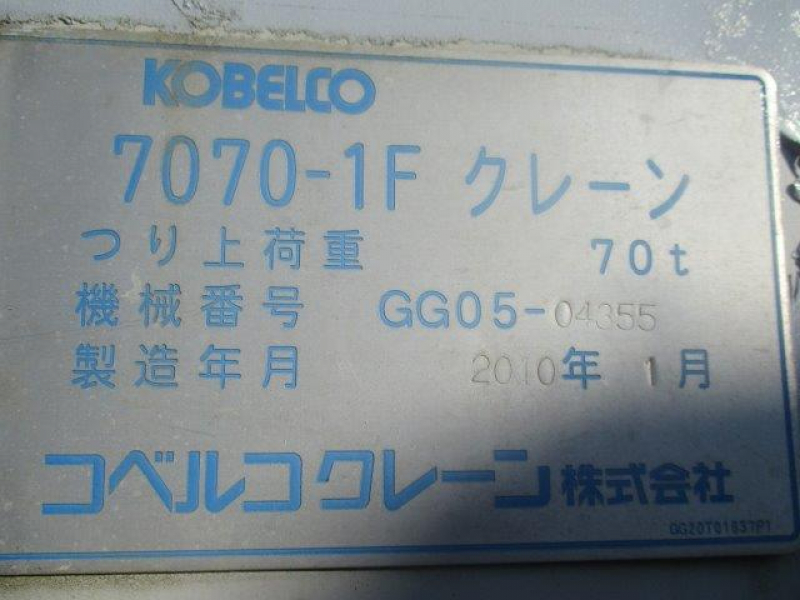 KOBELCO
7070-1F クレーン
つり上荷重 70t
機械番号 GG05-04355
製造年月 2010年 1月
コベルコクレーン株式会社
GG20T01637P1